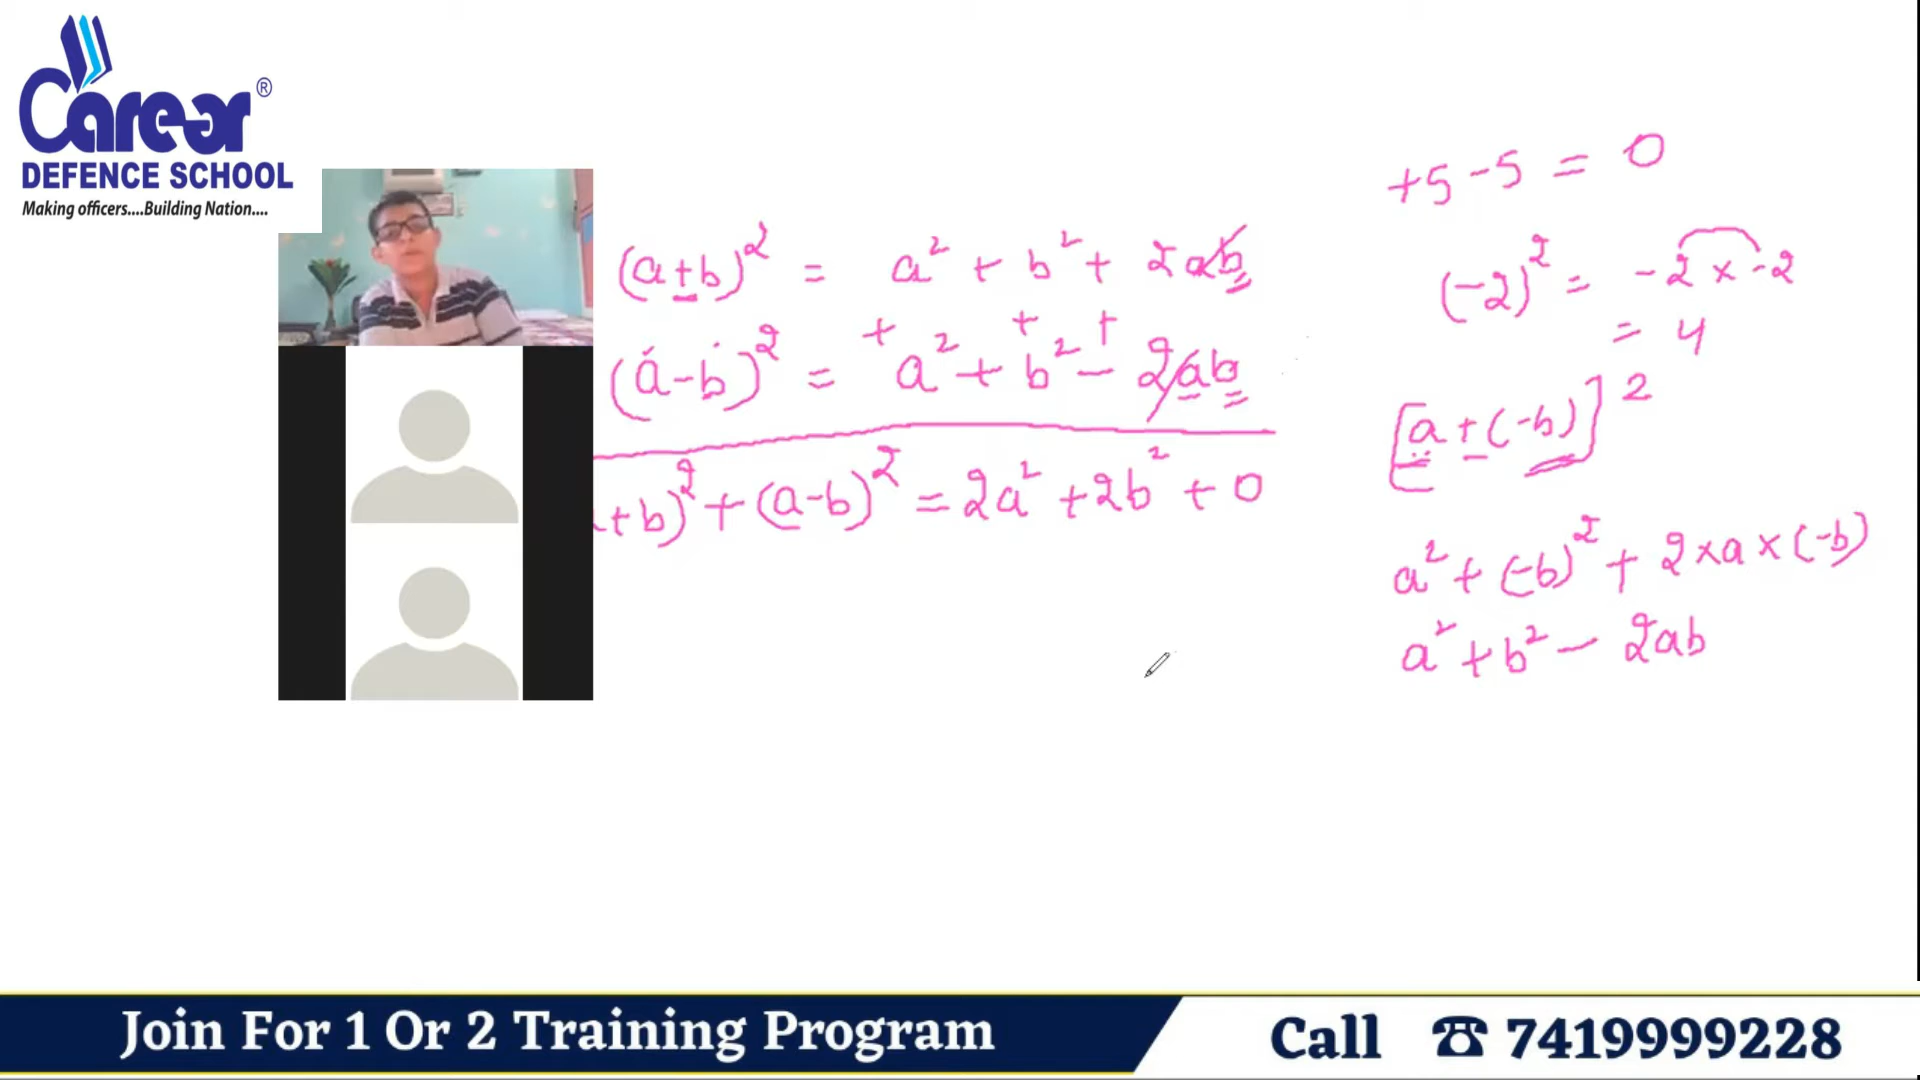 Carear®
DEFENCE SCHOOL
Making officers....Building Nation....
(a+b)² = a² + b² + 2ab
+ + +
(a-b)² = a² + b² - 2ab
+b)² + (a-b)² = 2a² + 2b² + 0
+5 - 5 = 0
(-2)² = -2 × -2
= 4
[a + (-b)]²
a² + (-b)² + 2 × a × (-b)
a² + b² - 2ab
Join For 1 Or 2 Training Program
Call ☎ 7419999228